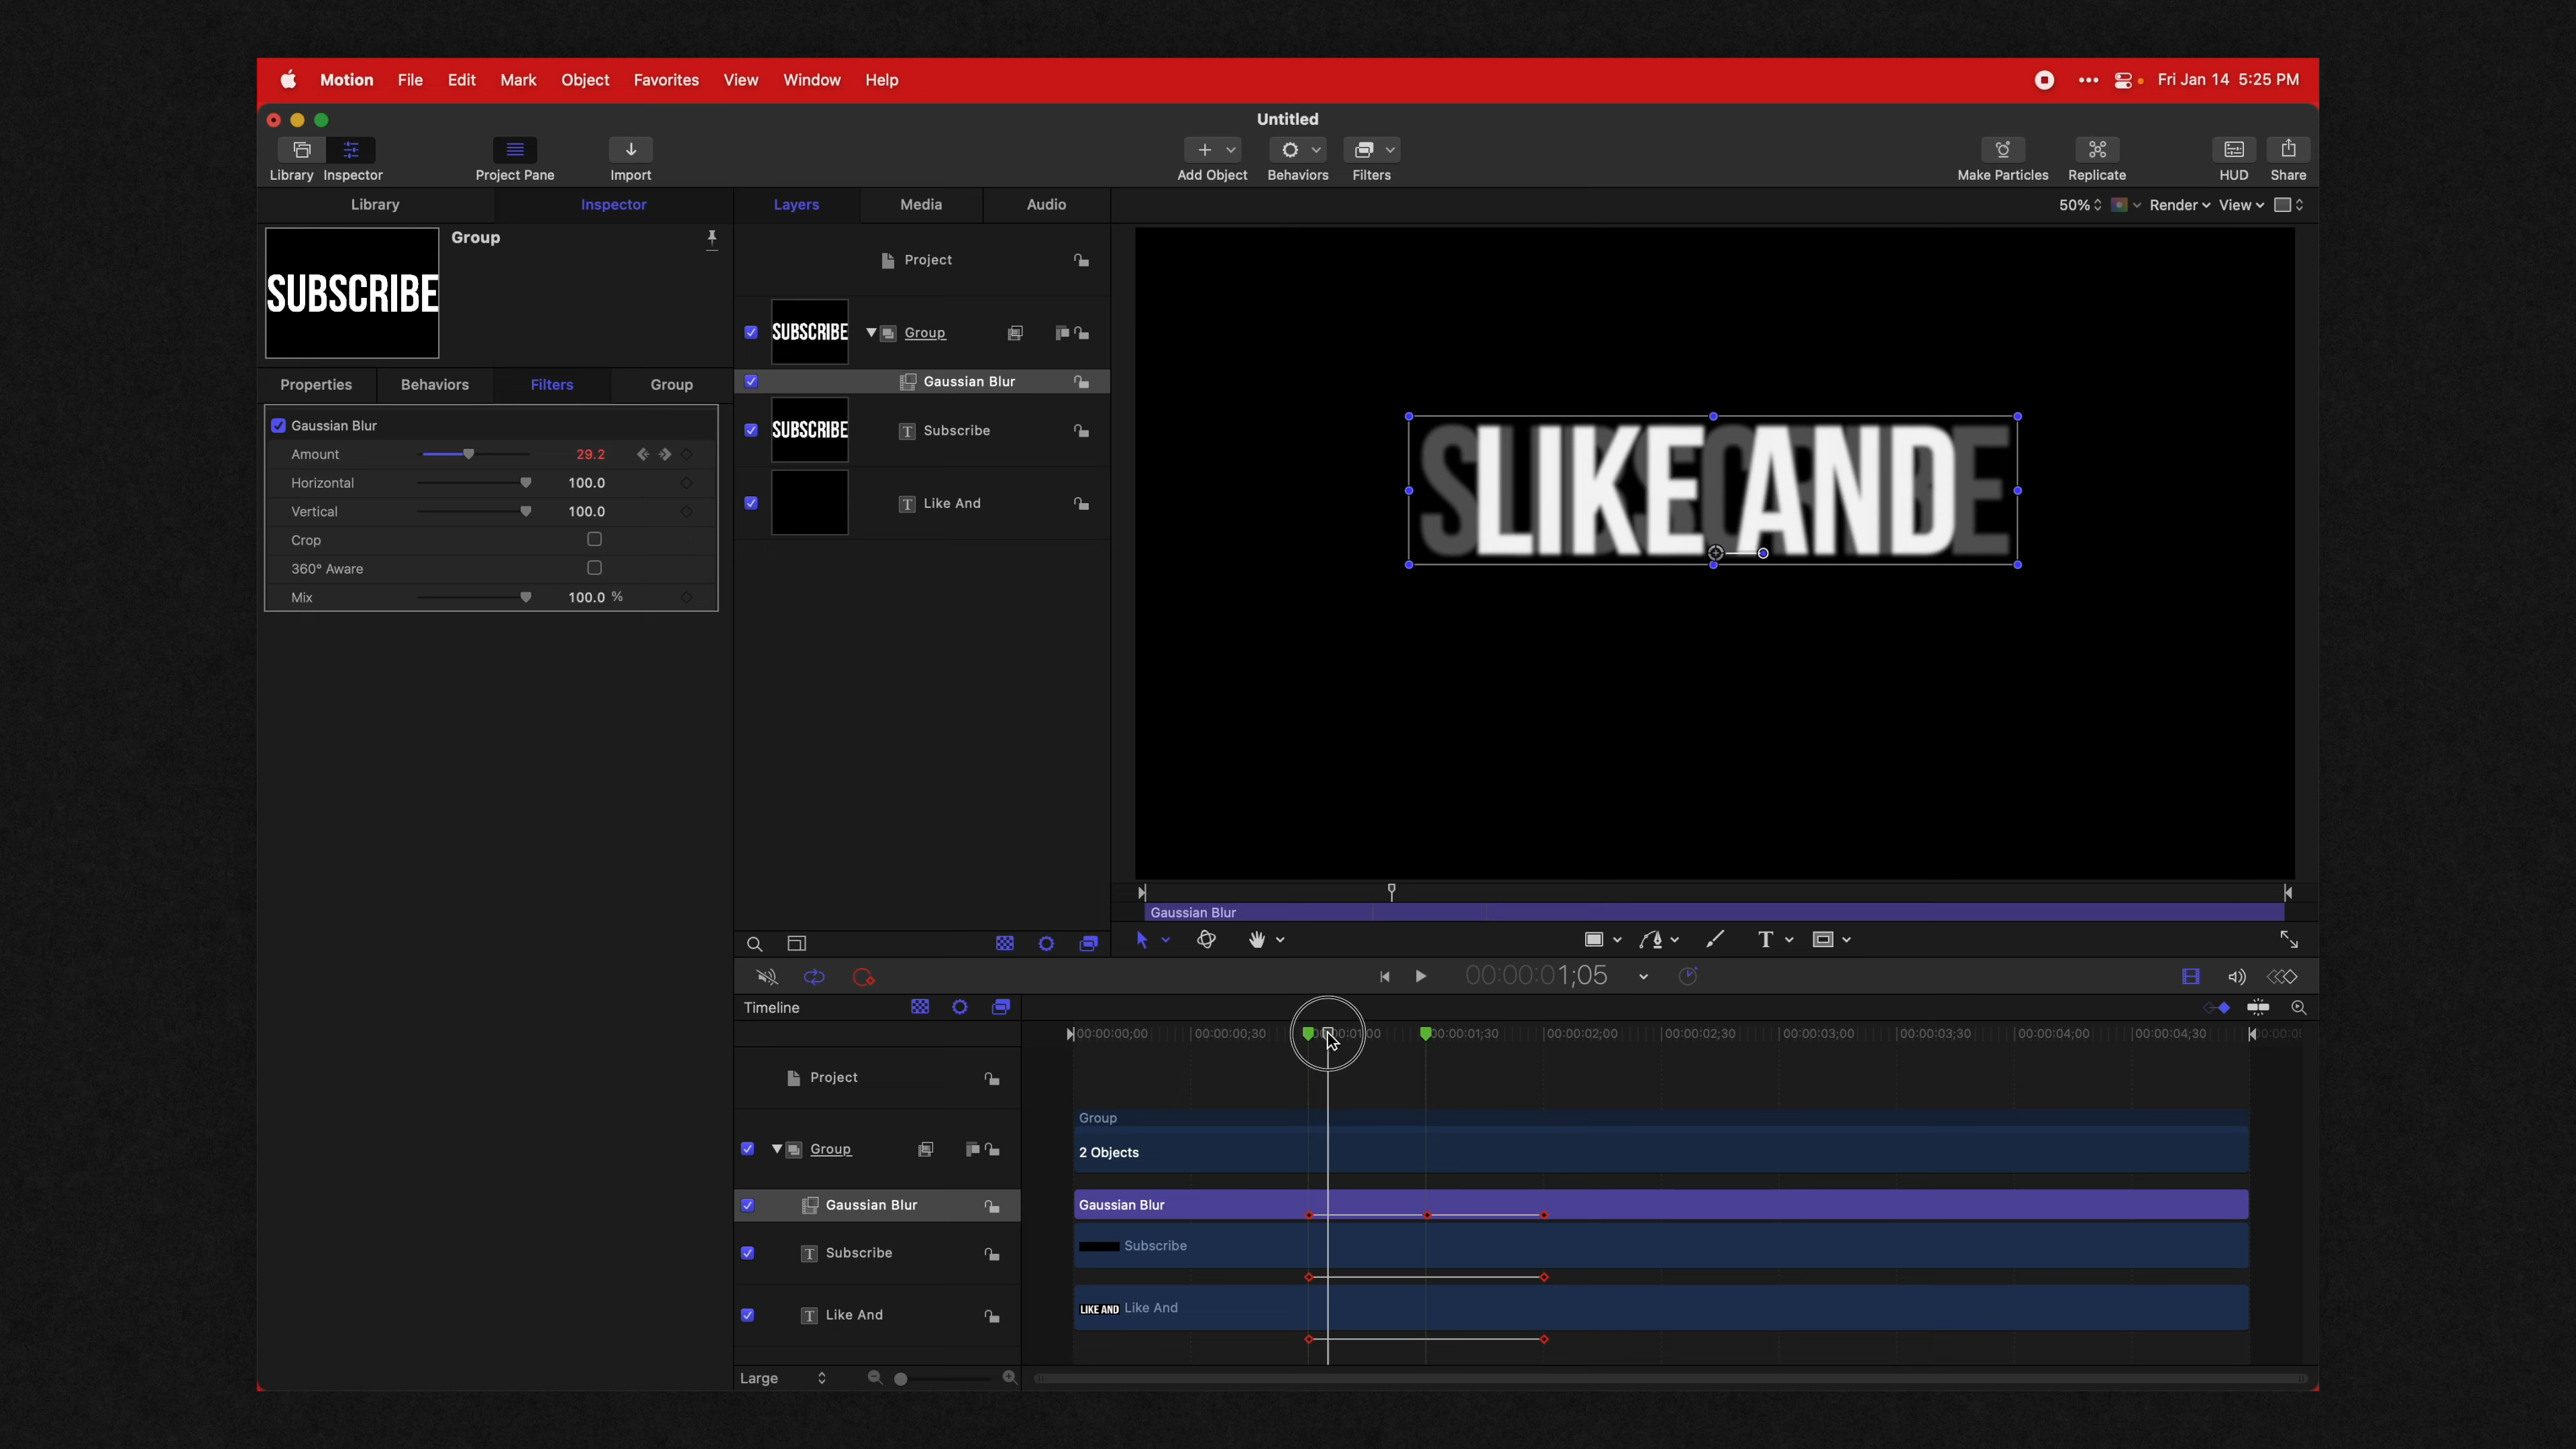 Motion File Edit Mark Object Favorites View Window Help
Fri Jan 14 5:25 PM
Untitled
Library Inspector Project Pane Import Add Object Behaviors Filters Make Particles Replicate HUD Share
Library Inspector Layers Media Audio 50% Render View
SUBSCRIBE
Group
Properties Behaviors Filters Group
Gaussian Blur
Amount 29.2
Horizontal 100.0
Vertical 100.0
Crop
360° Aware
Mix 100.0 %
Project
SUBSCRIBE Group
Gaussian Blur
SUBSCRIBE T Subscribe
T Like And
SUBSCRIBE
LIKE AND
Gaussian Blur
T
00:00:01;05
Timeline
00:00:00;00 00:00:00;30 00:00:01;30 00:00:02;00 00:00:02;30 00:00:03;00 00:00:03;30 00:00:04;00 00:00:04;30
Project
Group
Group 2 Objects
Gaussian Blur Gaussian Blur
T Subscribe Subscribe
T Like And LIKE AND Like And
Large